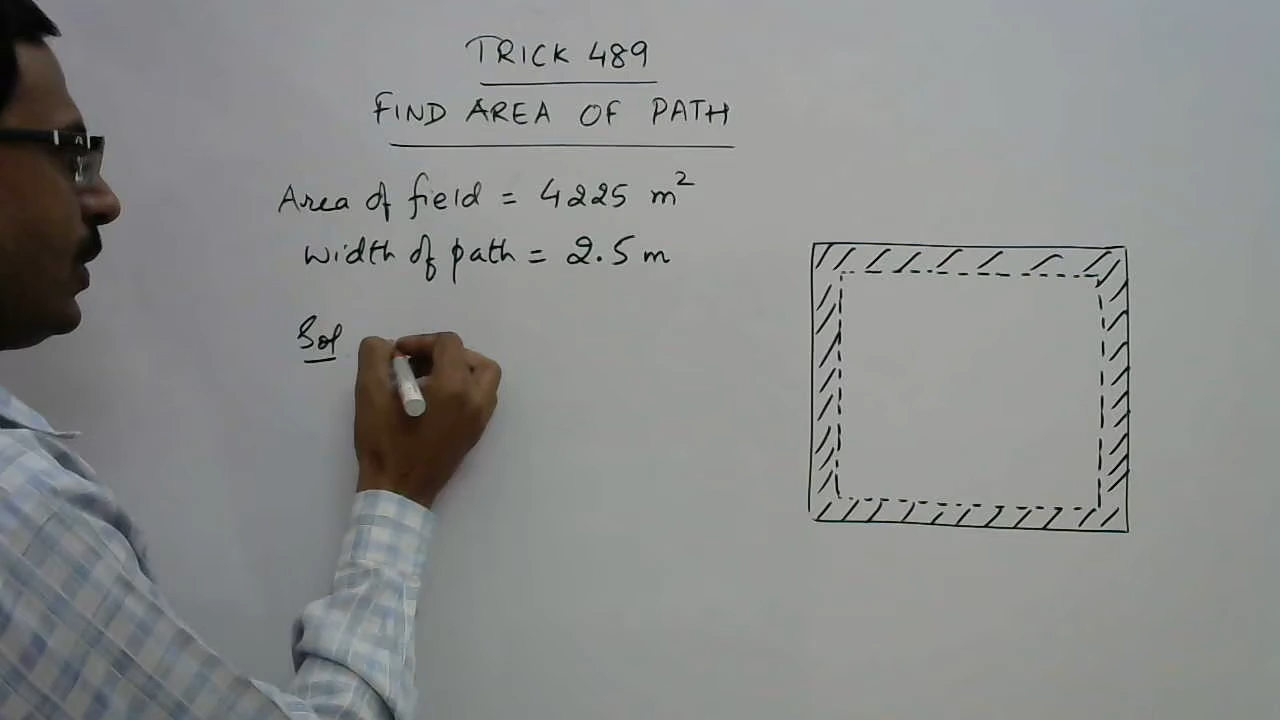 TRICK 489
FIND AREA OF PATH
Area of field = 4225 m²
Width of path = 2.5 m
Sol